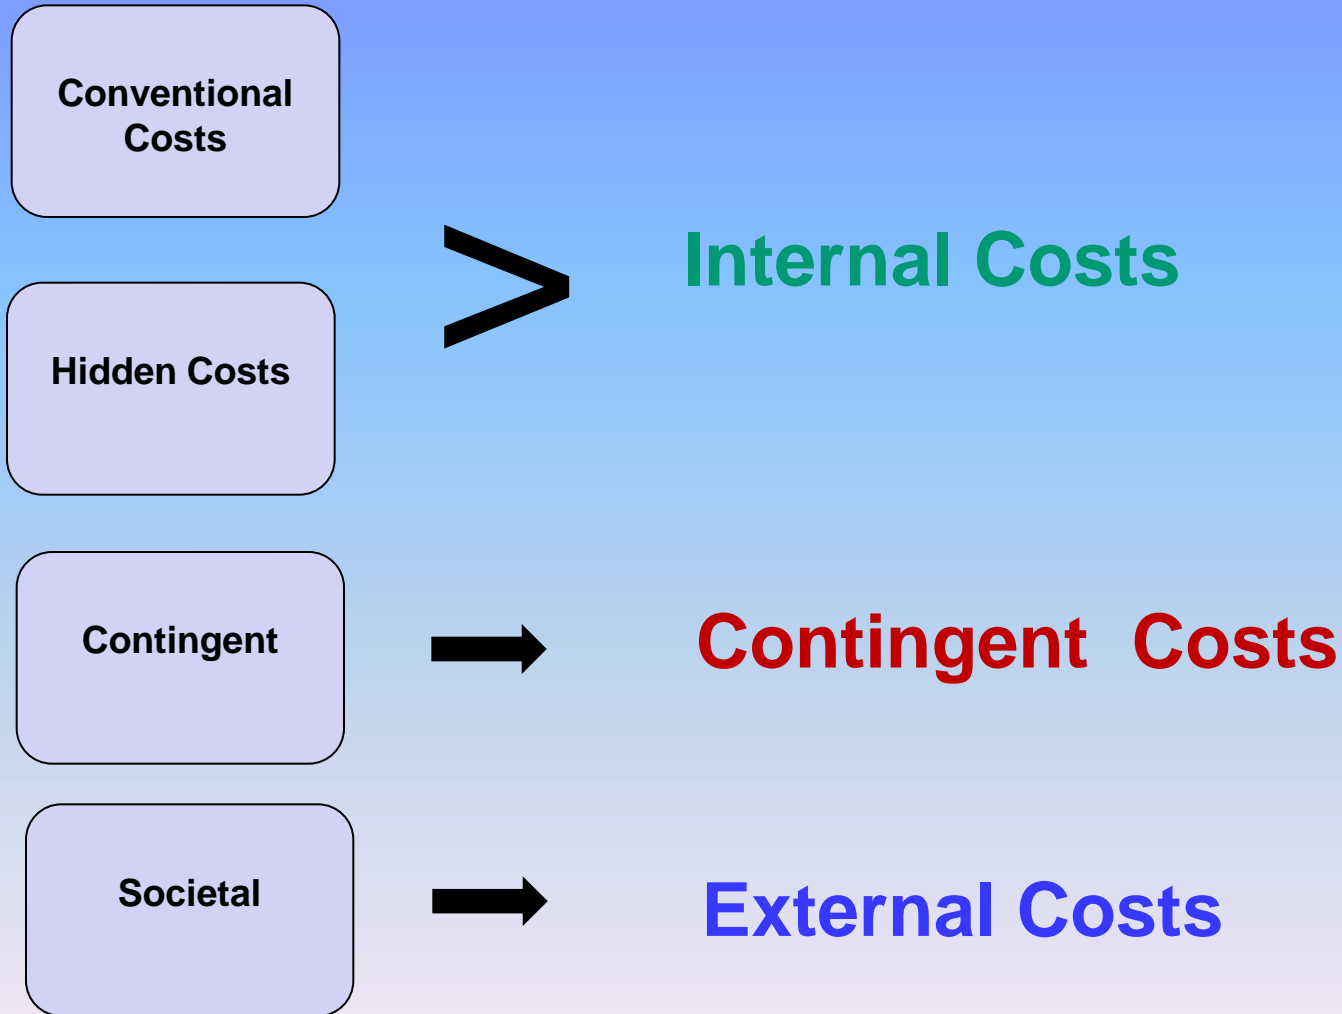 Conventional
Costs
>
Internal Costs
Hidden Costs
Contingent
Contingent  Costs
Societal
External Costs